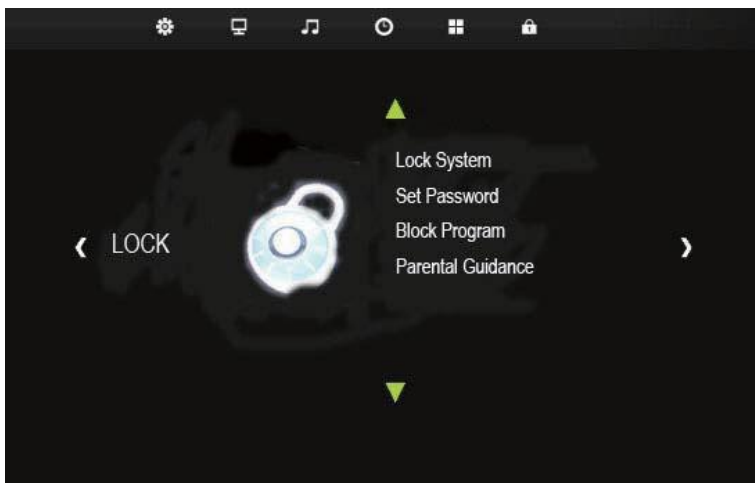 LOCK
Lock System
Set Password
Block Program
Parental Guidance